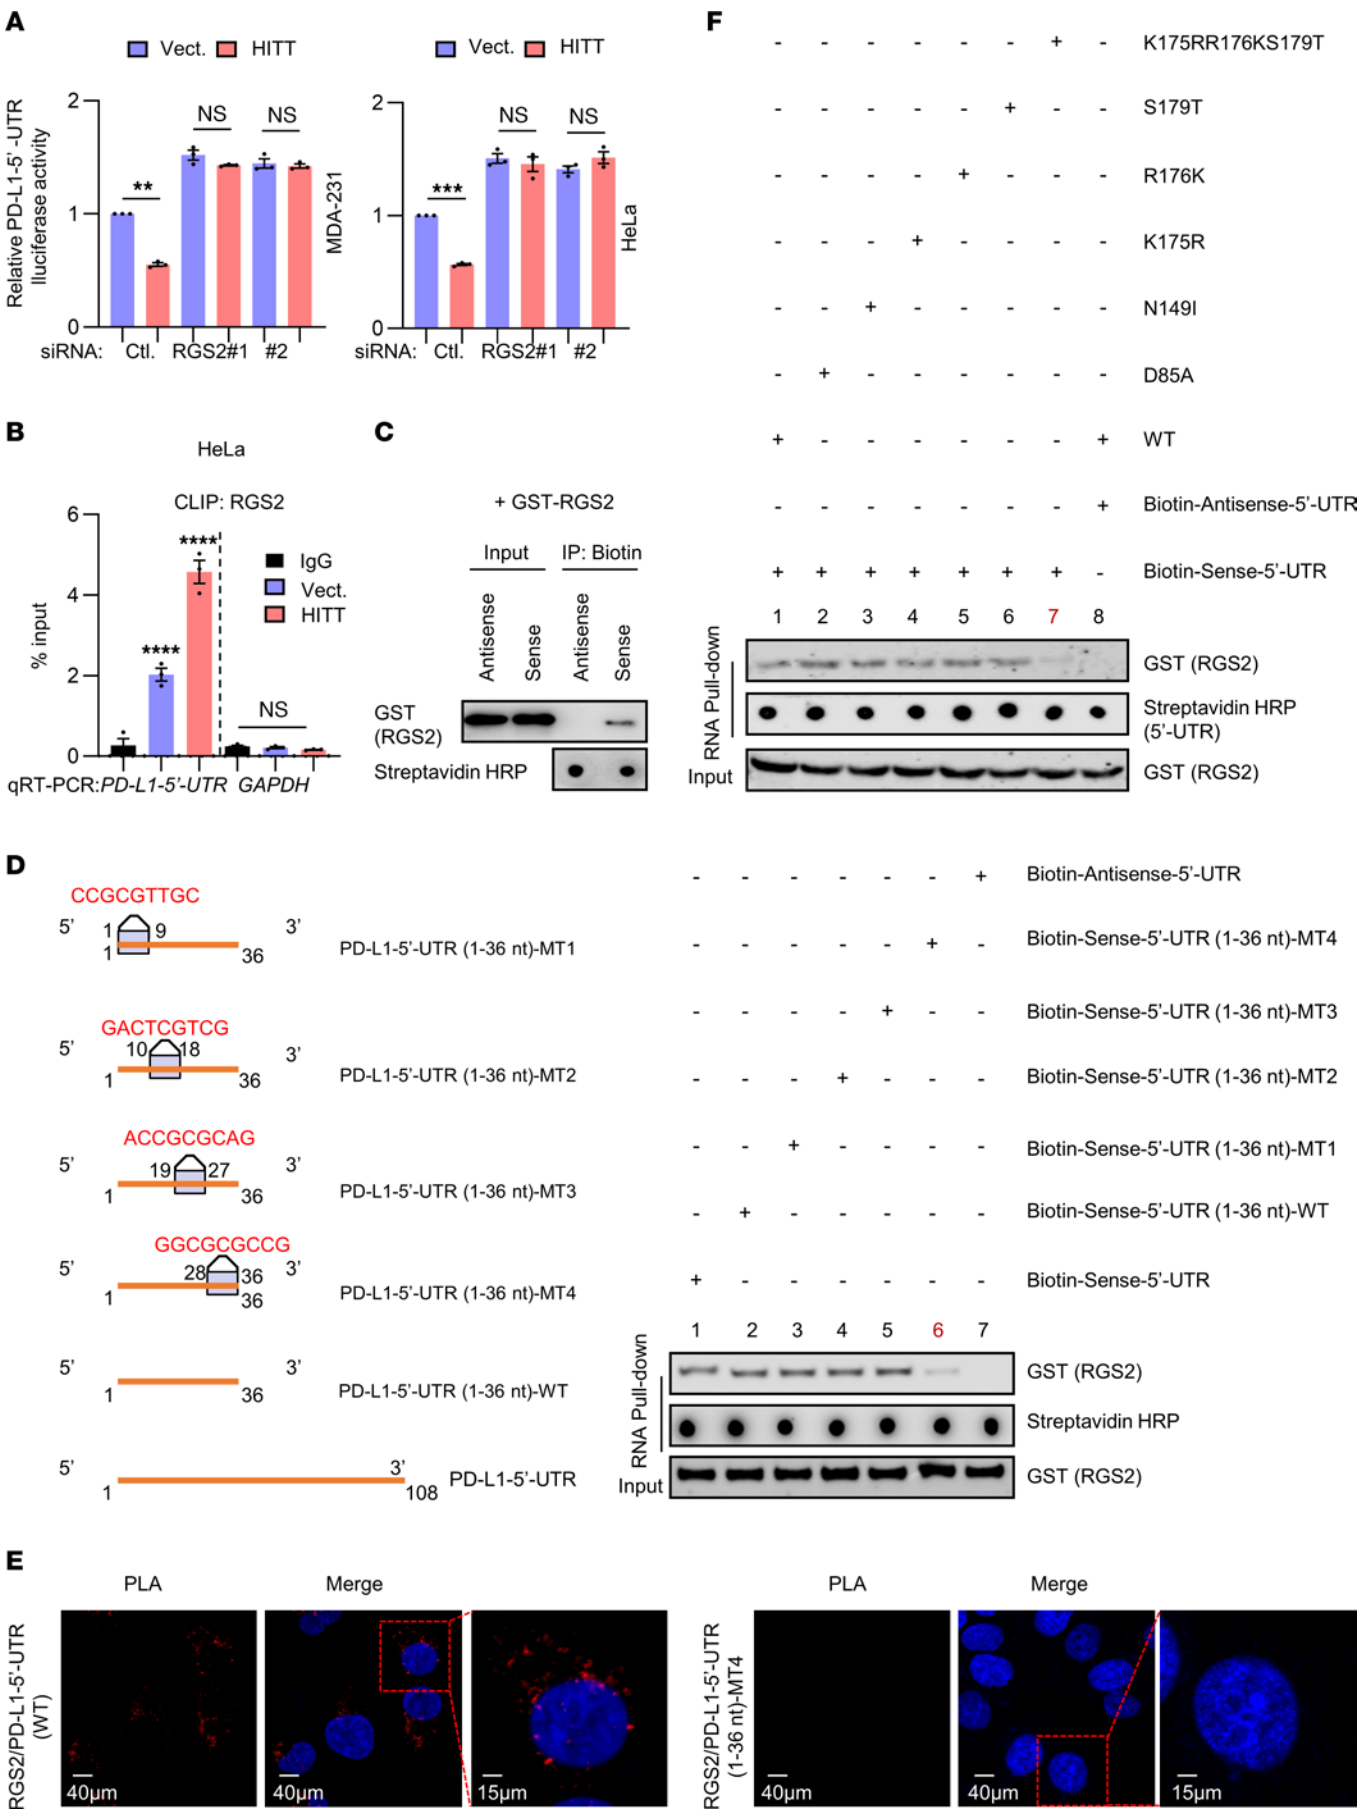 A
Vect. HITT
Vect. HITT
Relative PD-L1-5’ -UTR
lluciferase activity
2
1
0
** NS NS
MDA-231
siRNA: Ctl. RGS2#1 #2
2
1
0
*** NS NS
HeLa
siRNA: Ctl. RGS2#1 #2
B
HeLa
CLIP: RGS2
% input
6
4
2
0
****
****
NS
IgG
Vect.
HITT
qRT-PCR: PD-L1-5’-UTR GAPDH
C
+ GST-RGS2
Input IP: Biotin
Antisense Sense Antisense Sense
GST
(RGS2)
Streptavidin HRP
F
- - - - - - + - K175RR176KS179T
- - - - - + - - S179T
- - - - + - - - R176K
- - - + - - - - K175R
- - + - - - - - N149I
- + - - - - - - D85A
+ - - - - - - + WT
- - - - - - - + Biotin-Antisense-5’-UTR
+ + + + + + + - Biotin-Sense-5’-UTR
1 2 3 4 5 6 7 8
RNA Pull-down
GST (RGS2)
Streptavidin HRP
(5’-UTR)
Input
GST (RGS2)
D
CCGCGTTGC
5’ 1 9 3’
1 36
PD-L1-5’-UTR (1-36 nt)-MT1
GACTCGTCG
5’ 10 18 3’
1 36
PD-L1-5’-UTR (1-36 nt)-MT2
ACCGCGCAG
5’ 19 27 3’
1 36
PD-L1-5’-UTR (1-36 nt)-MT3
GGCGCGCCG
5’ 28 36 3’
1 36
PD-L1-5’-UTR (1-36 nt)-MT4
5’ 3’
1 36
PD-L1-5’-UTR (1-36 nt)-WT
5’ 3’
1 108
PD-L1-5’-UTR
- - - - - - + Biotin-Antisense-5’-UTR
- - - - - + - Biotin-Sense-5’-UTR (1-36 nt)-MT4
- - - - + - - Biotin-Sense-5’-UTR (1-36 nt)-MT3
- - - + - - - Biotin-Sense-5’-UTR (1-36 nt)-MT2
- - + - - - - Biotin-Sense-5’-UTR (1-36 nt)-MT1
- + - - - - - Biotin-Sense-5’-UTR (1-36 nt)-WT
+ - - - - - - Biotin-Sense-5’-UTR
1 2 3 4 5 6 7
RNA Pull-down
GST (RGS2)
Streptavidin HRP
Input
GST (RGS2)
E
PLA Merge
RGS2/PD-L1-5’-UTR
(WT)
40μm 40μm 15μm
PLA Merge
RGS2/PD-L1-5’-UTR
(1-36 nt)-MT4
40μm 40μm 15μm